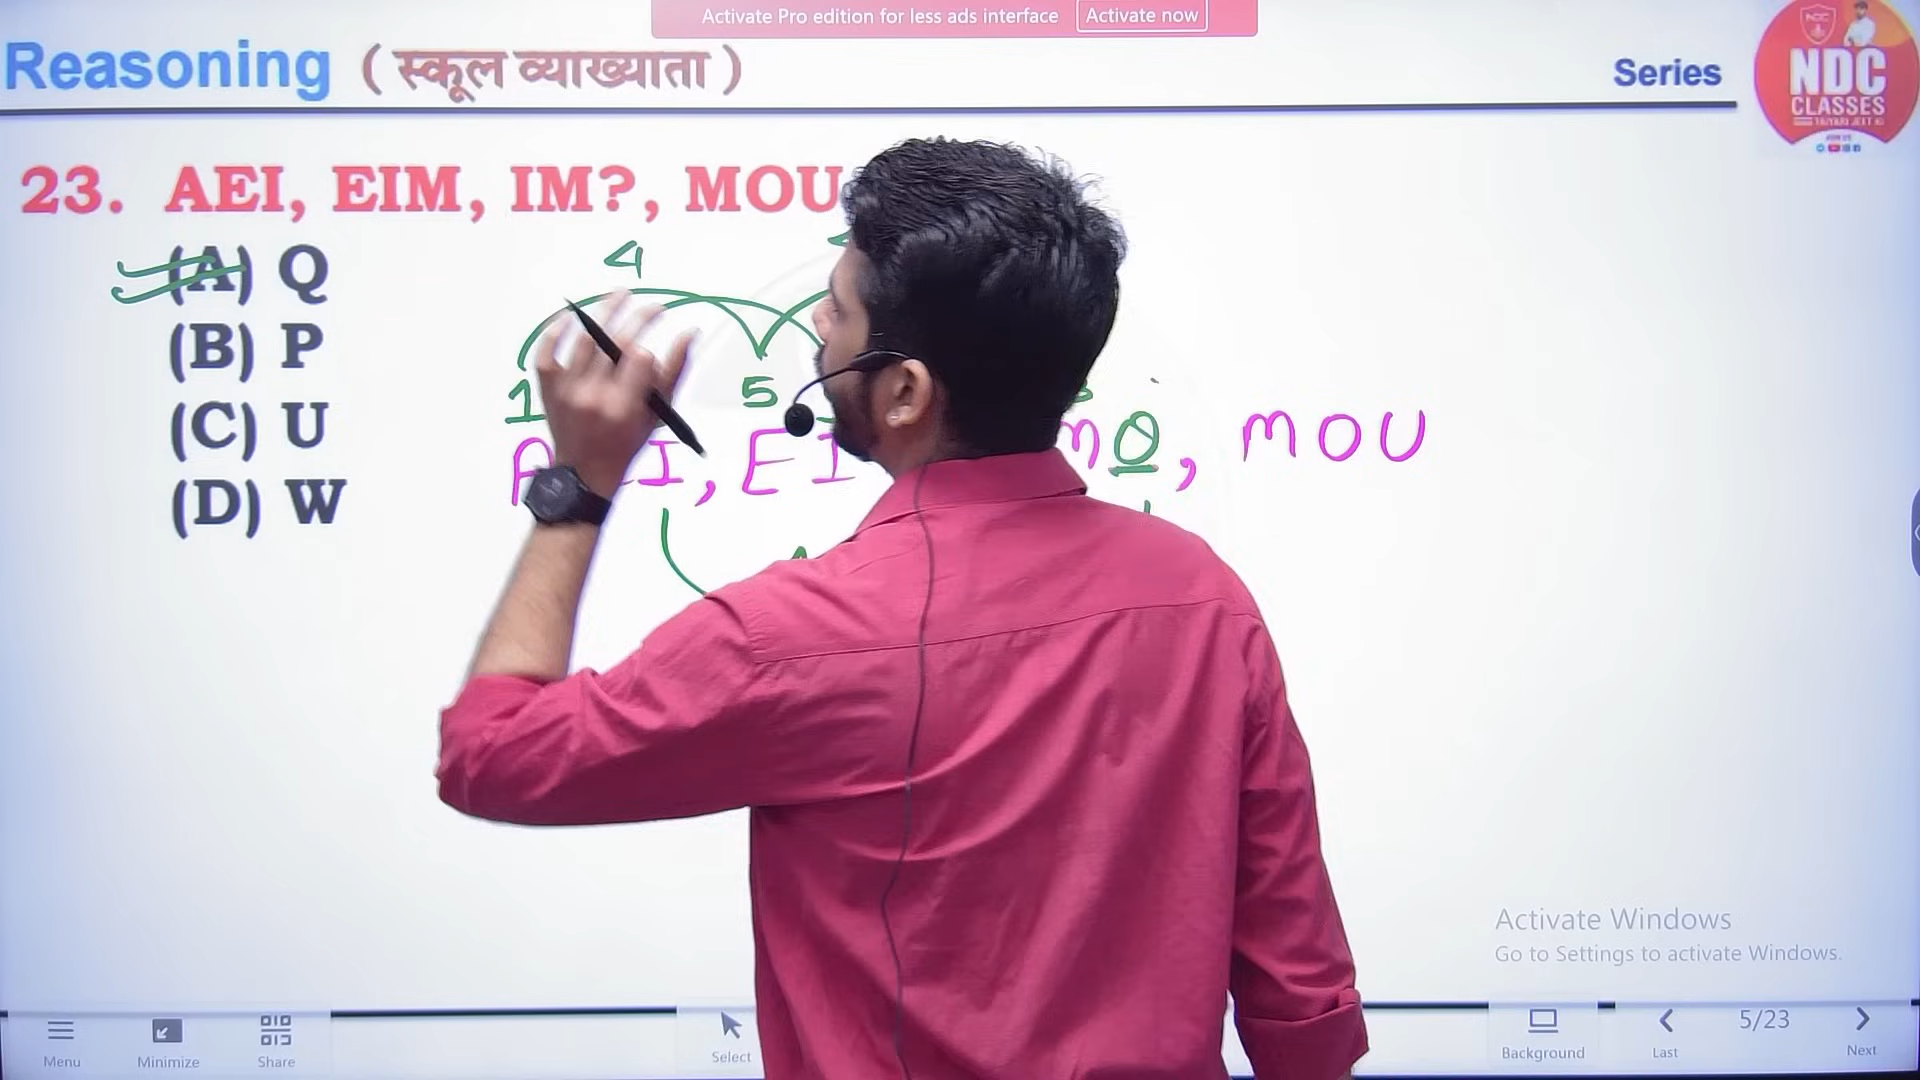 Activate Pro edition for less ads interface Activate now
Reasoning ( स्कूल व्याख्याता )
Series
NDC
CLASSES
23. AEI, EIM, IM?, MOU
(A) Q
(B) P
(C) U
(D) W
4
1 5
I, EI
mQ, MOU
Activate Windows
Go to Settings to activate Windows.
Menu Minimize Share Select Background Last 5/23 Next